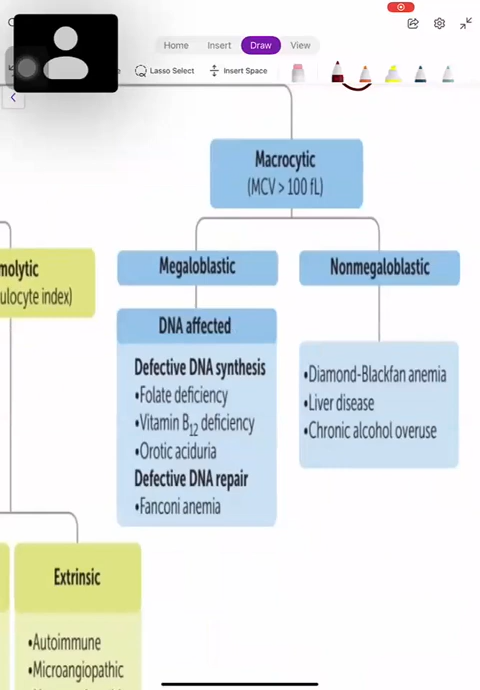 Home Insert Draw View
Lasso Select Insert Space
Macrocytic
(MCV > 100 fL)
molytic
ulocyte index)
Megaloblastic
Nonmegaloblastic
DNA affected
Defective DNA synthesis
•Folate deficiency
•Vitamin B₁₂ deficiency
•Orotic aciduria
Defective DNA repair
•Fanconi anemia
•Diamond-Blackfan anemia
•Liver disease
•Chronic alcohol overuse
Extrinsic
•Autoimmune
•Microangiopathic